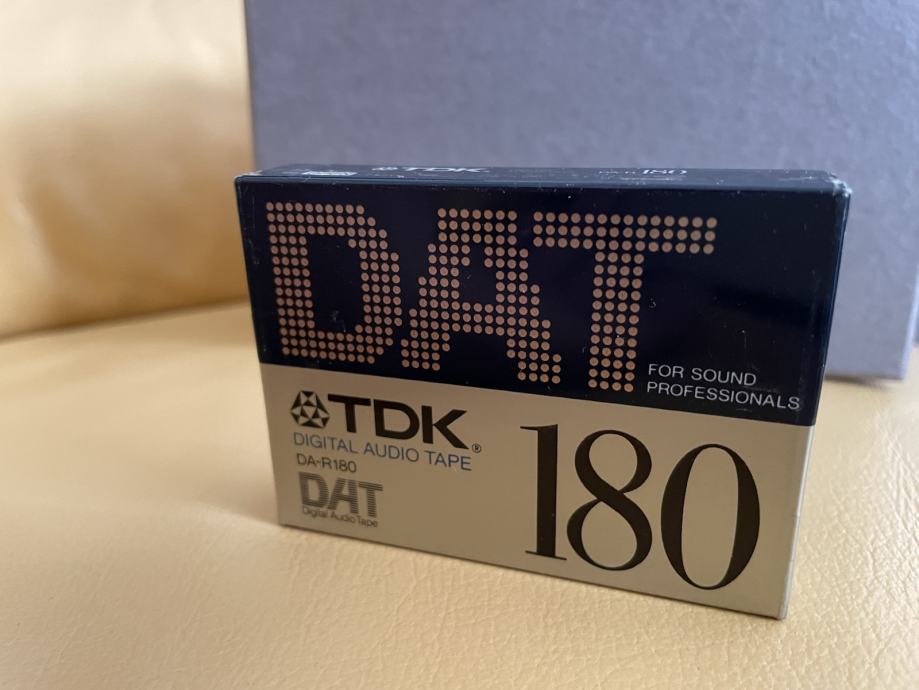 TDK
180
DAT
FOR SOUND
PROFESSIONALS
TDK®
DIGITAL AUDIO TAPE
DA-R180
DAT
Digital Audio Tape
180